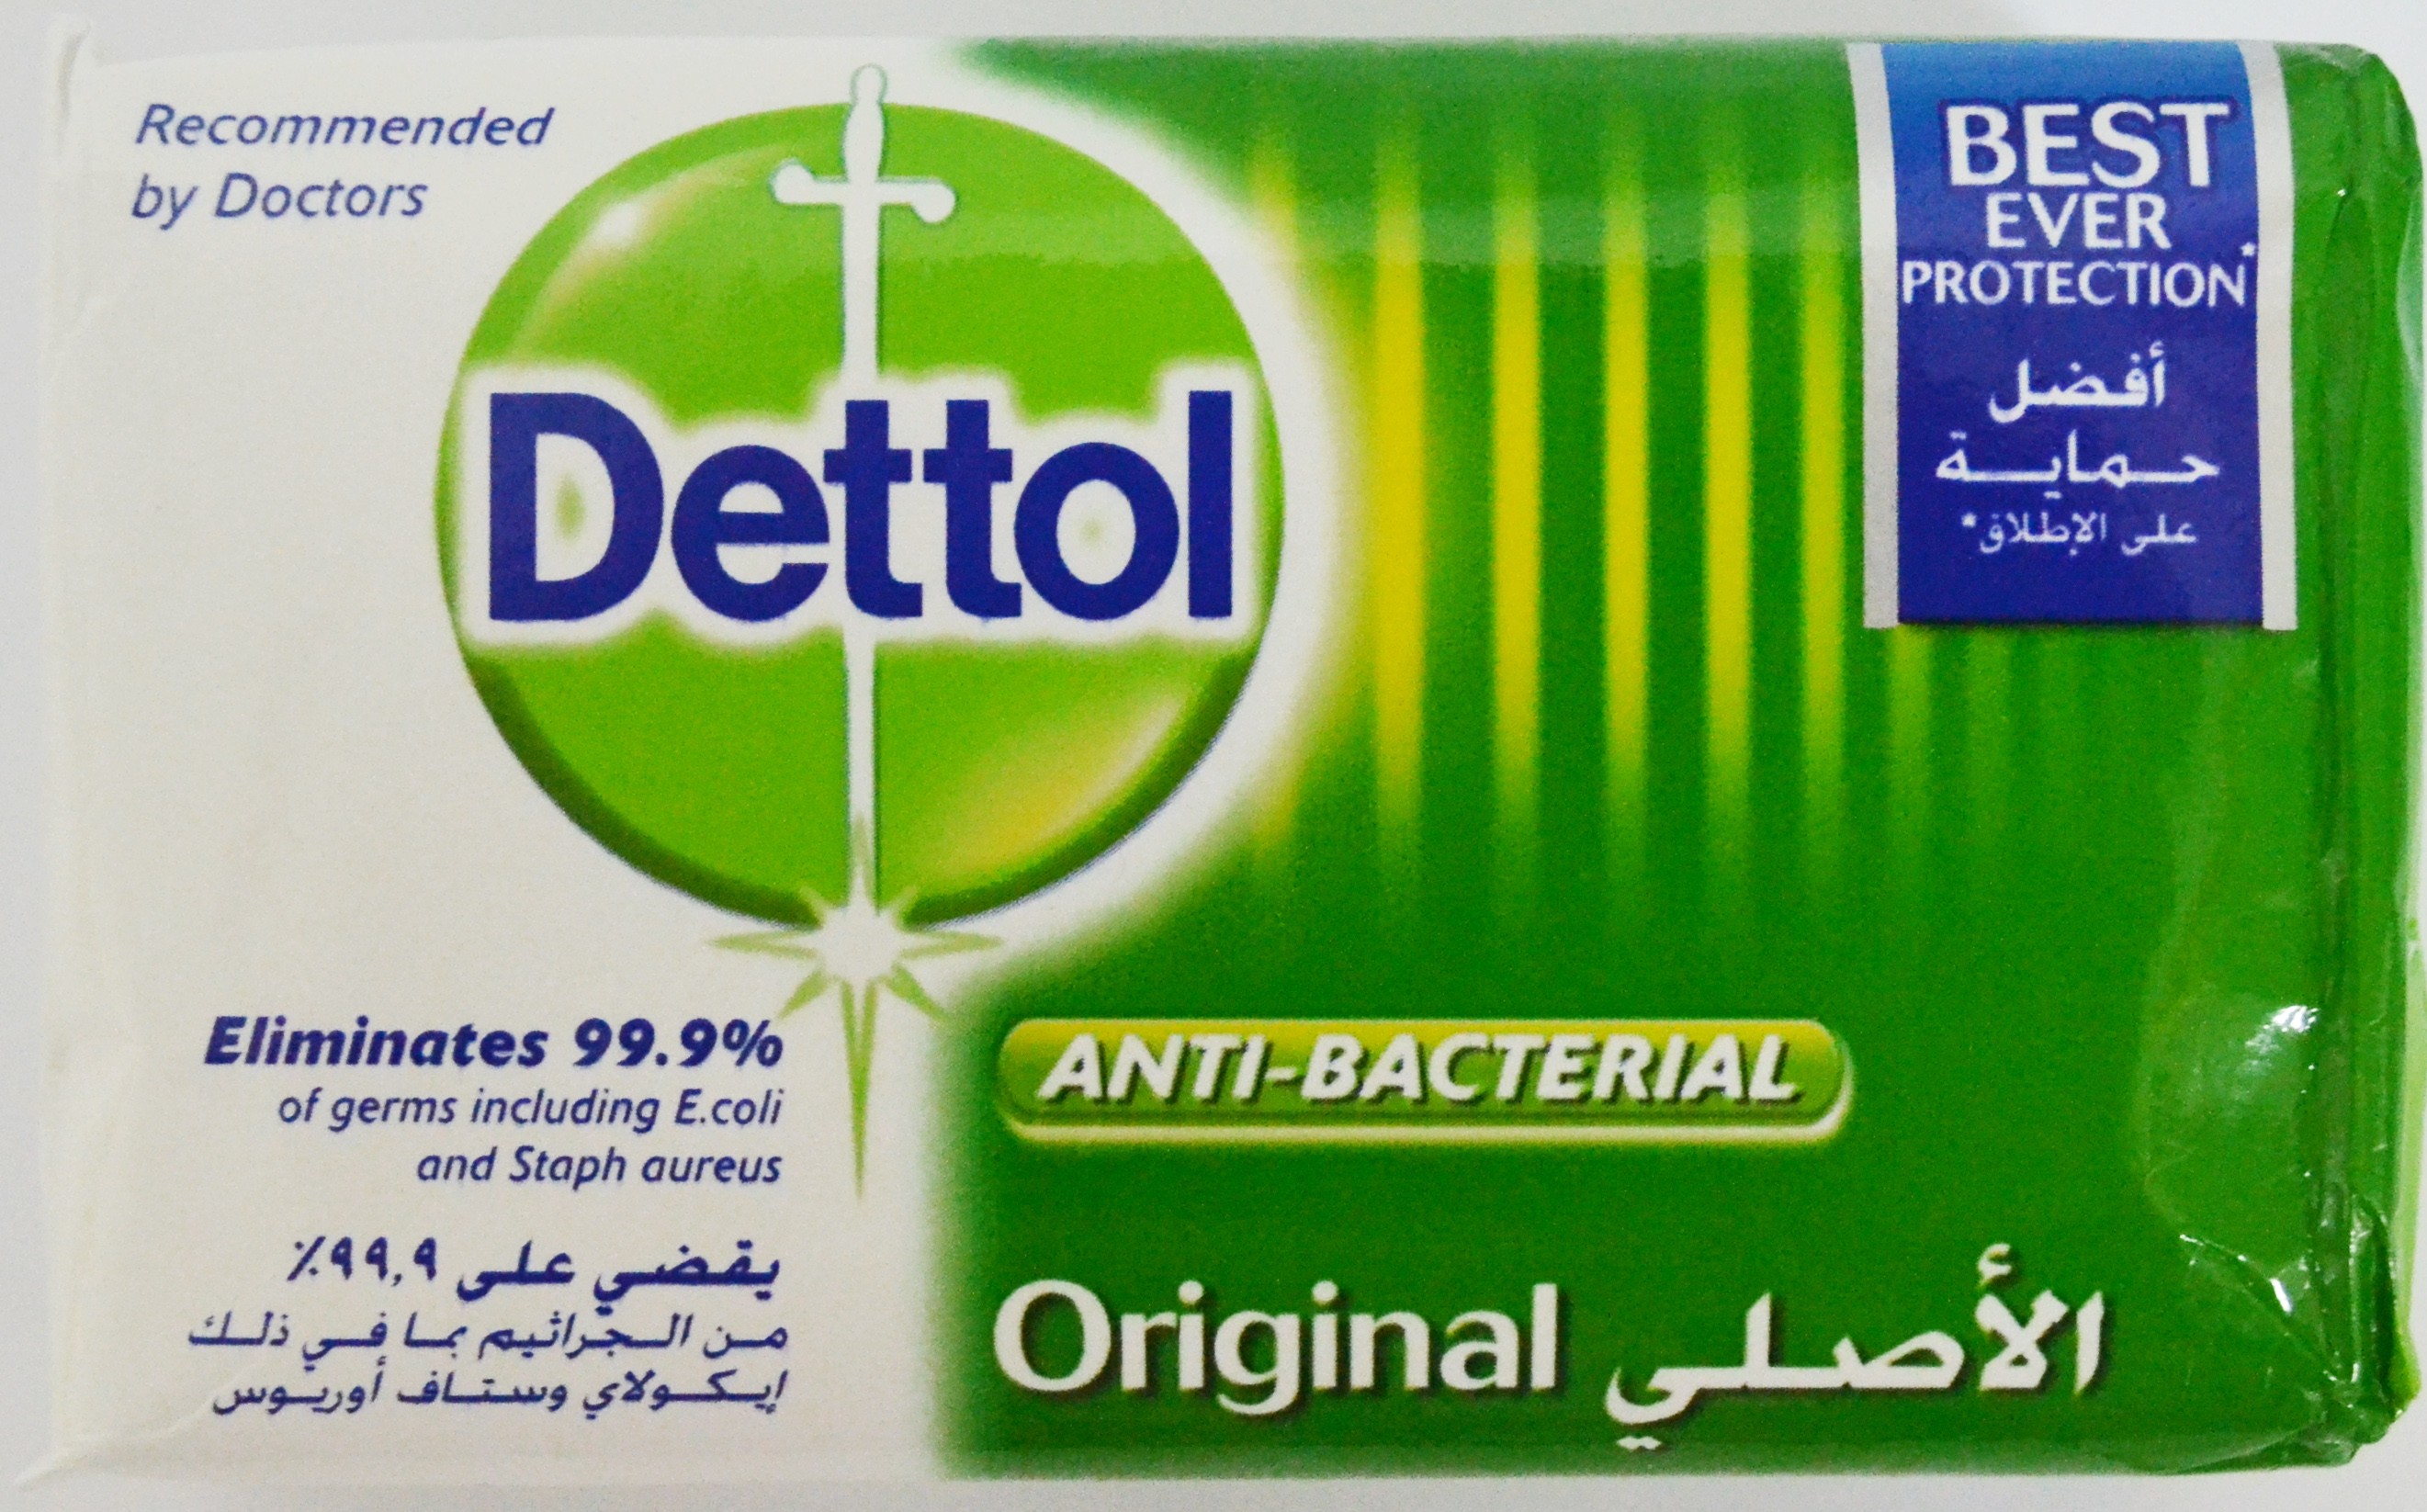 Recommended
by Doctors
Dettol
BEST
EVER
PROTECTION*
أفضل
حماية
على الإطلاق*
Eliminates 99.9%
of germs including E.coli
and Staph aureus
يقضي على ٩٩,٩٪
من الجراثيم بما في ذلك
إيكولاي وستاف أوريوس
ANTI-BACTERIAL
Original الأصلي